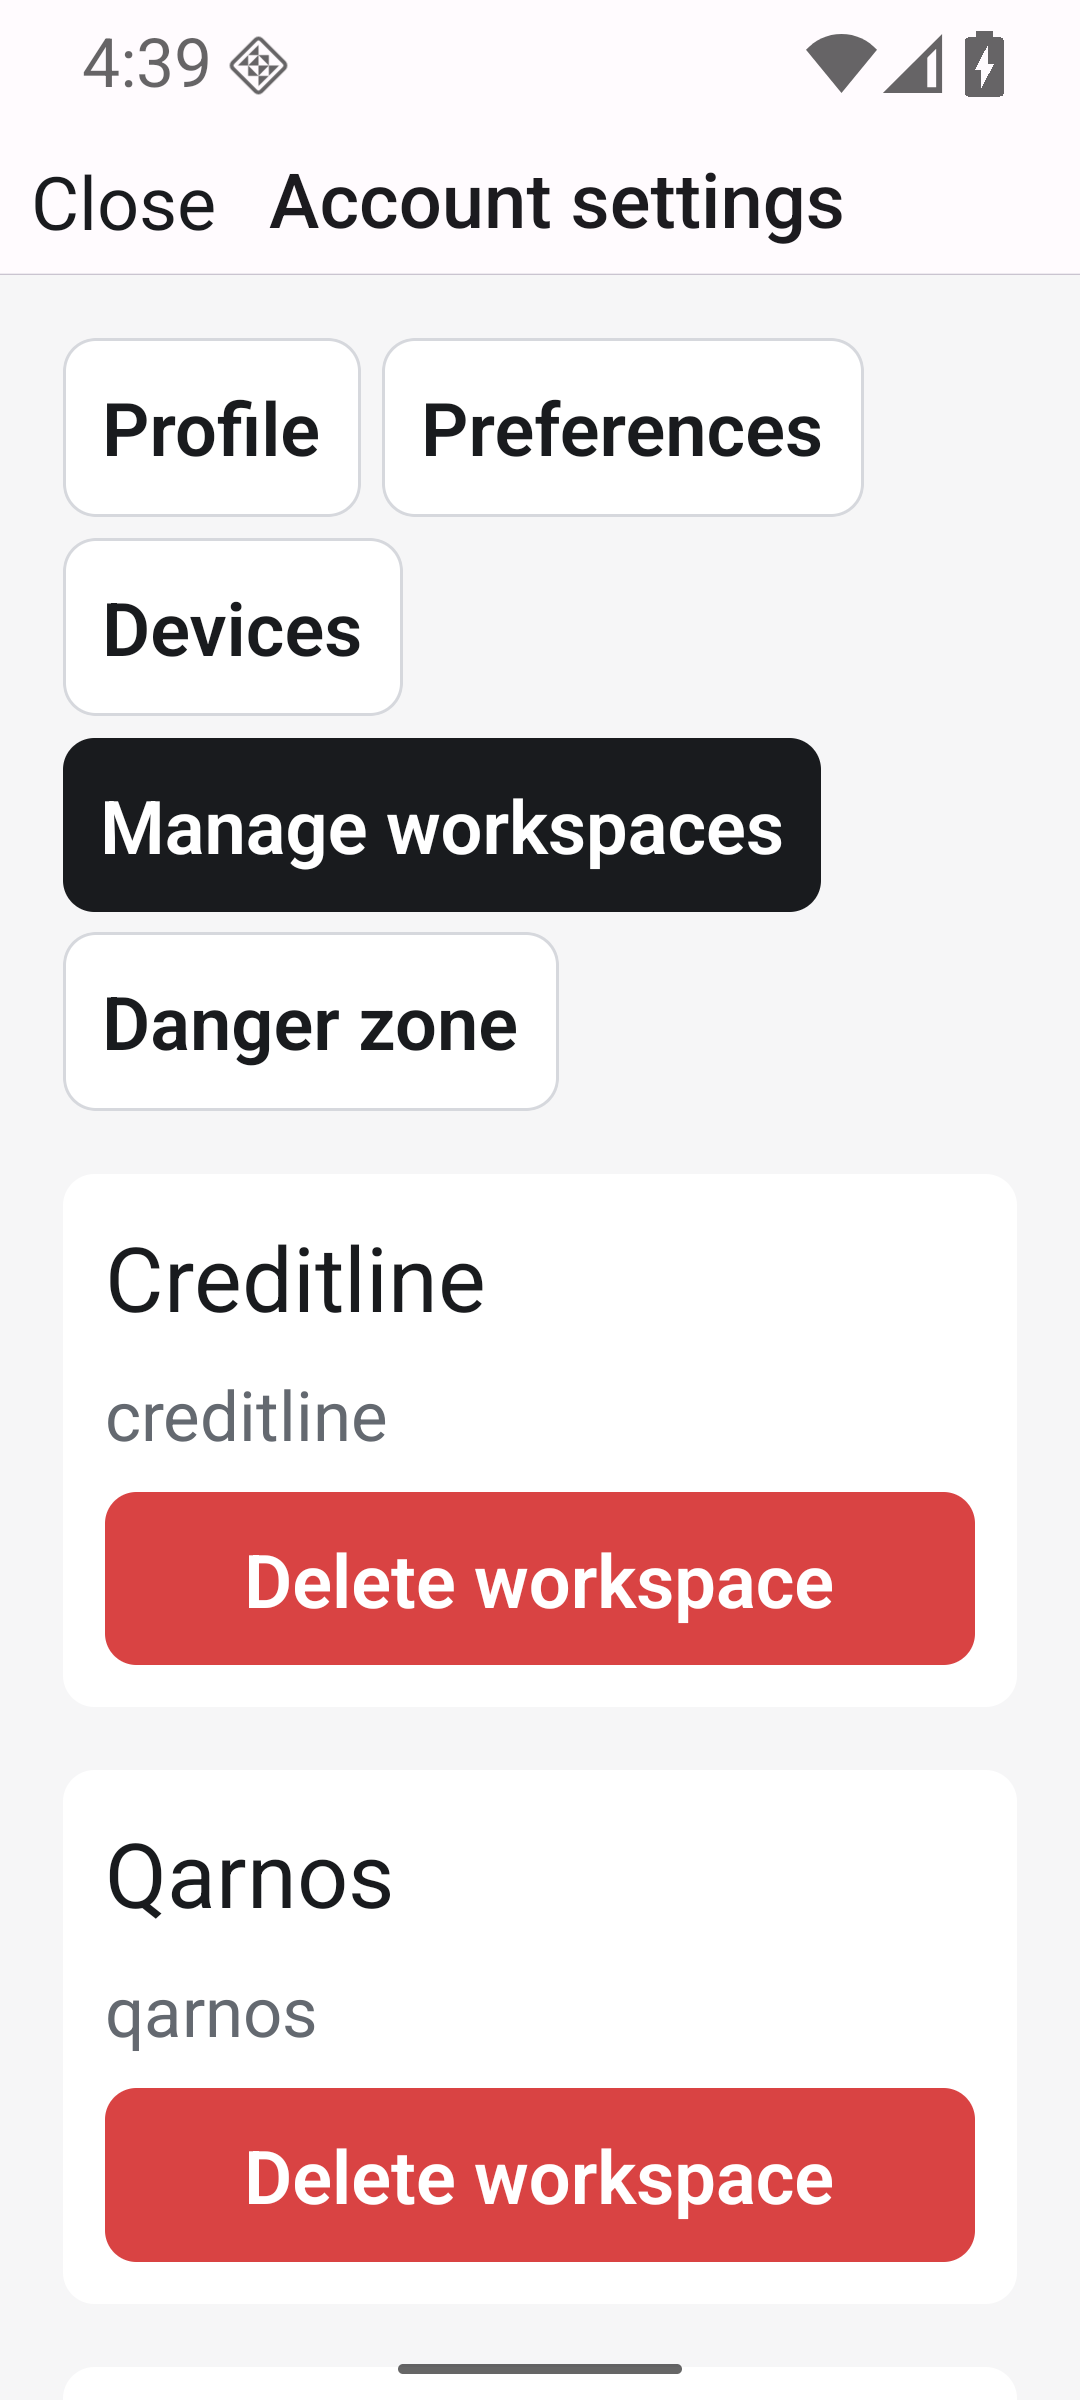 4:39
Close Account settings
Profile Preferences
Devices
Manage workspaces
Danger zone
Creditline
creditline
Delete workspace
Qarnos
qarnos
Delete workspace